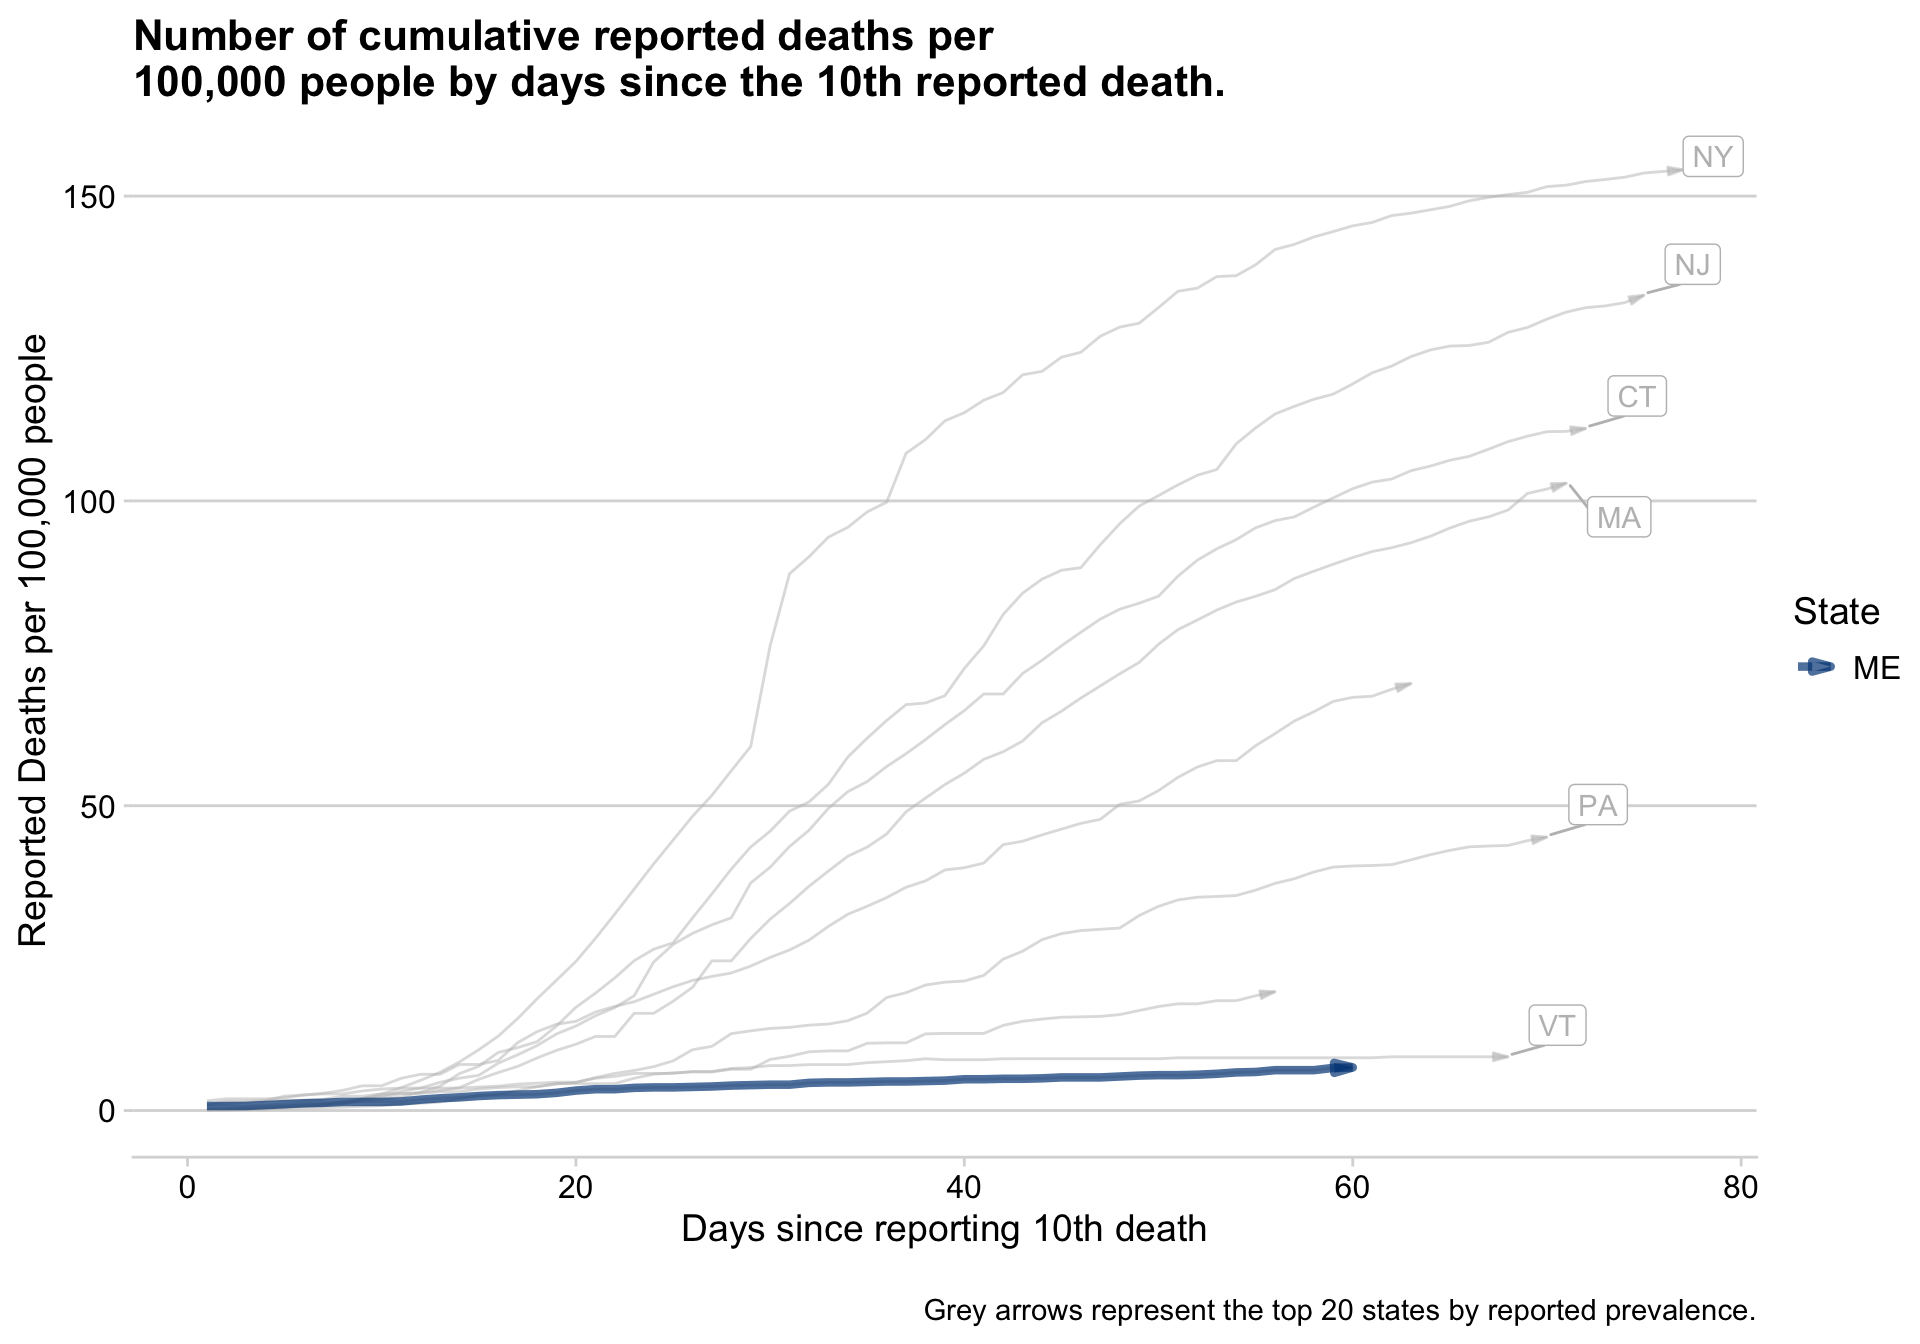 Number of cumulative reported deaths per
100,000 people by days since the 10th reported death.
Reported Deaths per 100,000 people
150
100
50
0
NY
NJ
CT
MA
PA
VT
State
ME
0
20
40
60
80
Days since reporting 10th death
Grey arrows represent the top 20 states by reported prevalence.